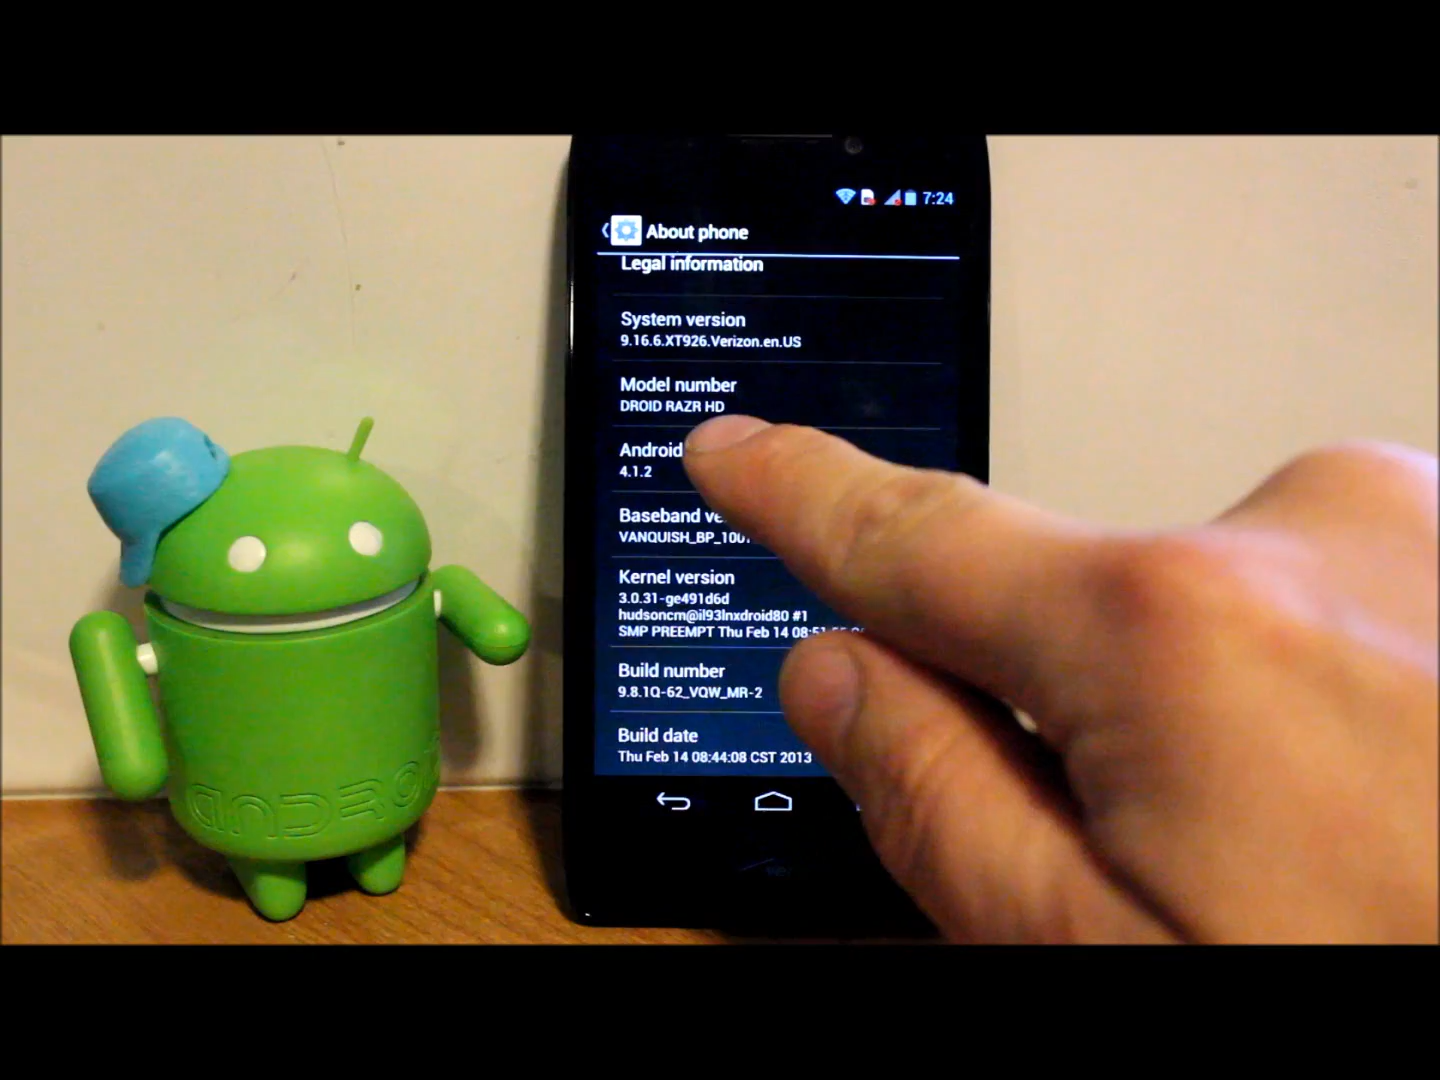 7:24
About phone
Legal information
System version
9.16.6.XT926.Verizon.en.US
Model number
DROID RAZR HD
Android
4.1.2
Baseband
VANQUISH_BP_1001
Kernel version
3.0.31-ge491d6d
hudsoncm@il93lnxdroid80 #1
SMP PREEMPT Thu Feb 14
Build number
9.8.1Q-62_VQW_MR-2
Build date
Thu Feb 14 08:44:08 CST 2013
ANDROID